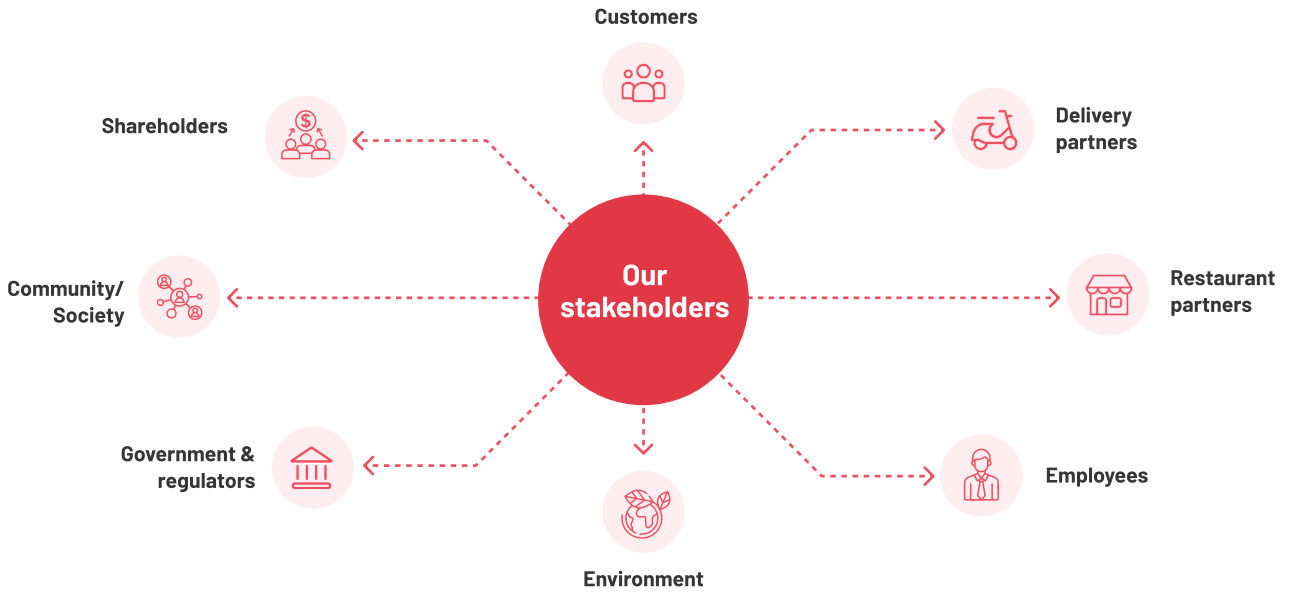 Customers
Shareholders
$
Delivery
partners
Our
stakeholders
Community/
Society
Restaurant
partners
Government &
regulators
Employees
Environment